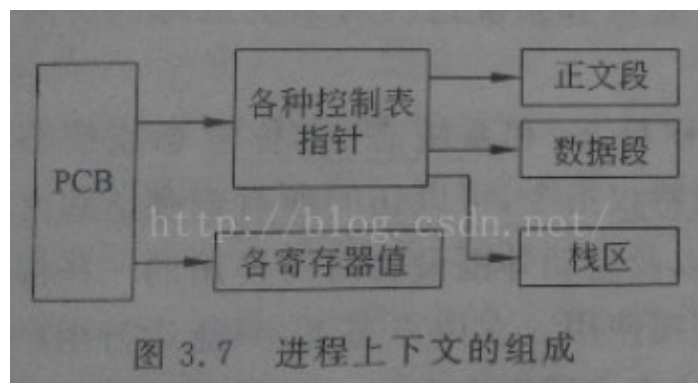 PCB
各种控制表
指针
正文段
数据段
栈区
各寄存器值
http://blog.csdn.net/
图 3.7 进程上下文的组成